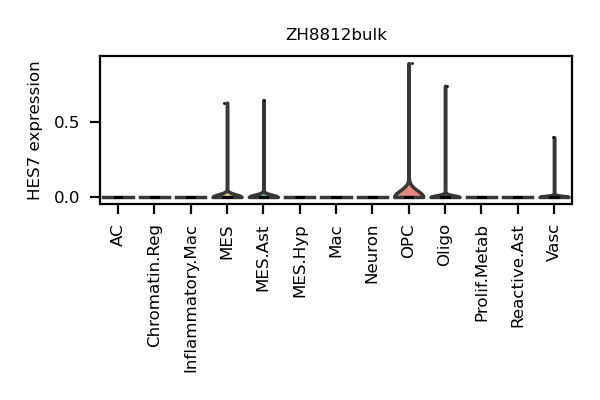 ZH8812bulk
HES7 expression
0.5
0.0
AC
Chromatin.Reg
Inflammatory.Mac
MES
MES.Ast
MES.Hyp
Mac
Neuron
OPC
Oligo
Prolif.Metab
Reactive.Ast
Vasc